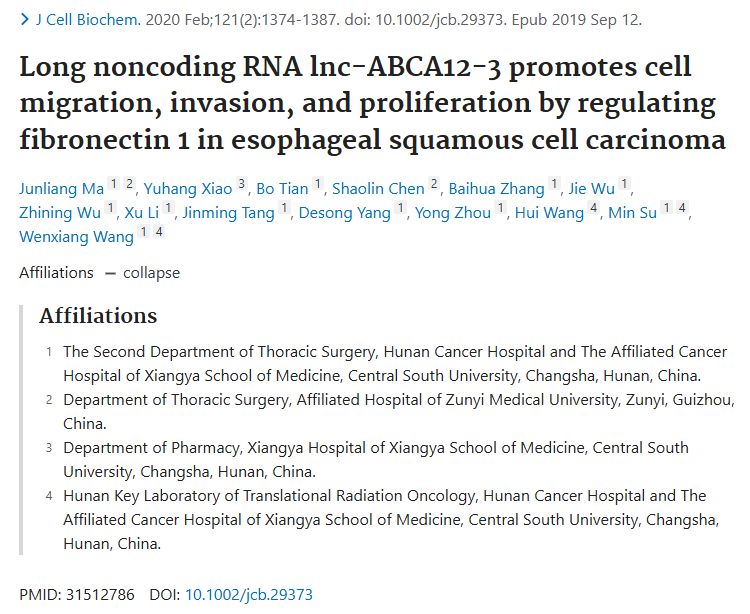 J Cell Biochem. 2020 Feb;121(2):1374-1387. doi: 10.1002/jcb.29373. Epub 2019 Sep 12.
Long noncoding RNA lnc-ABCA12-3 promotes cell
migration, invasion, and proliferation by regulating
fibronectin 1 in esophageal squamous cell carcinoma
Junliang Ma 1 2, Yuhang Xiao 3, Bo Tian 1, Shaolin Chen 2, Baihua Zhang 1, Jie Wu 1,
Zhining Wu 1, Xu Li 1, Jinming Tang 1, Desong Yang 1, Yong Zhou 1, Hui Wang 4, Min Su 1 4,
Wenxiang Wang 1 4
Affiliations — collapse
Affiliations
1 The Second Department of Thoracic Surgery, Hunan Cancer Hospital and The Affiliated Cancer
Hospital of Xiangya School of Medicine, Central South University, Changsha, Hunan, China.
2 Department of Thoracic Surgery, Affiliated Hospital of Zunyi Medical University, Zunyi, Guizhou,
China.
3 Department of Pharmacy, Xiangya Hospital of Xiangya School of Medicine, Central South
University, Changsha, Hunan, China.
4 Hunan Key Laboratory of Translational Radiation Oncology, Hunan Cancer Hospital and The
Affiliated Cancer Hospital of Xiangya School of Medicine, Central South University, Changsha,
Hunan, China.
PMID: 31512786 DOI: 10.1002/jcb.29373